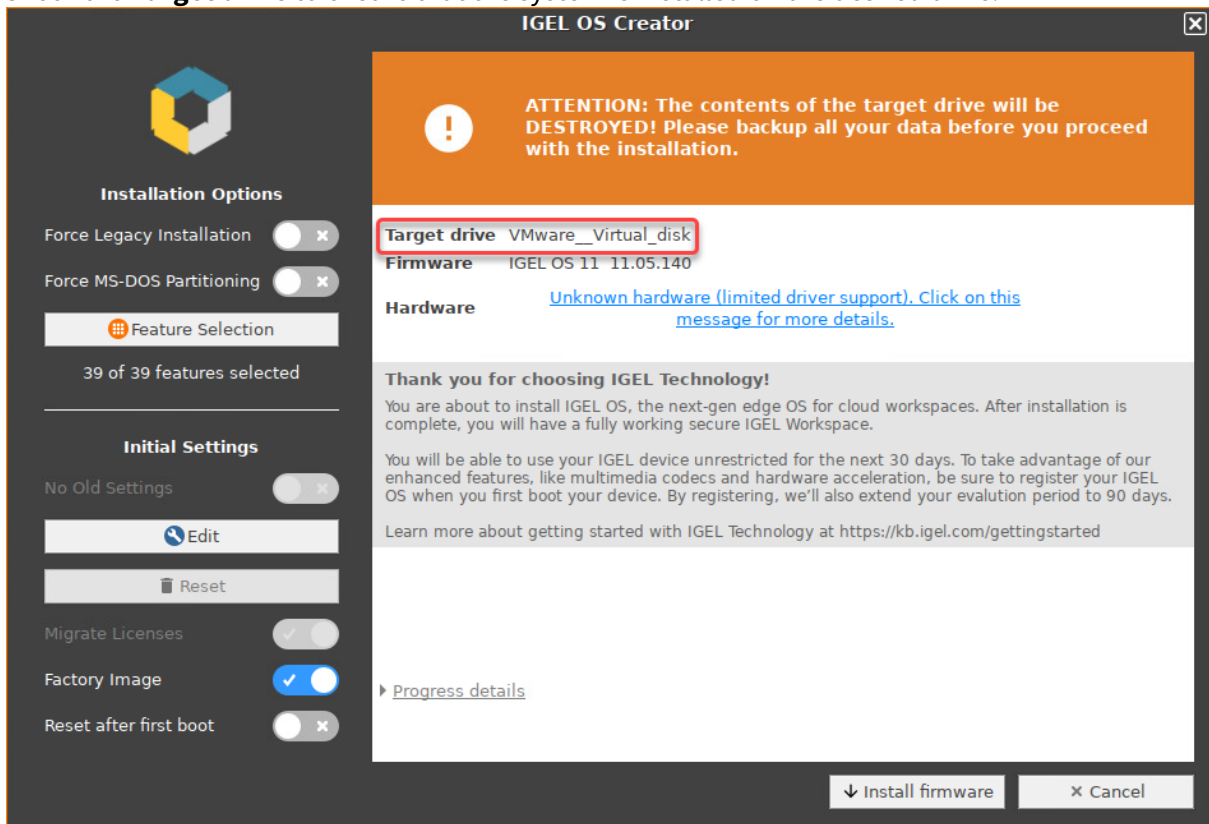 IGEL OS Creator
Installation Options
Force Legacy Installation
Force MS-DOS Partitioning
Feature Selection
39 of 39 features selected
Initial Settings
No Old Settings
Edit
Reset
Migrate Licenses
Factory Image
Reset after first boot
ATTENTION: The contents of the target drive will be
DESTROYED! Please backup all your data before you proceed
with the installation.
Target drive VMware__Virtual_disk
Firmware IGEL OS 11 11.05.140
Hardware Unknown hardware (limited driver support). Click on this
message for more details.
Thank you for choosing IGEL Technology!
You are about to install IGEL OS, the next-gen edge OS for cloud workspaces. After installation is
complete, you will have a fully working secure IGEL Workspace.
You will be able to use your IGEL device unrestricted for the next 30 days. To take advantage of our
enhanced features, like multimedia codecs and hardware acceleration, be sure to register your IGEL
OS when you first boot your device. By registering, we'll also extend your evalution period to 90 days.
Learn more about getting started with IGEL Technology at https://kb.igel.com/gettingstarted
Progress details
Install firmware
Cancel